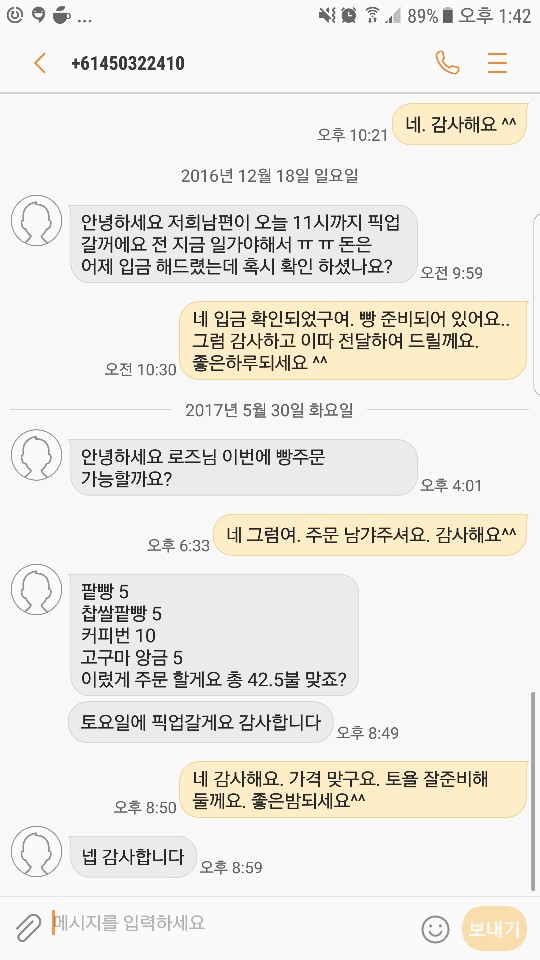 89% 오후 1:42
+61450322410
네. 감사해요 ^^
오후 10:21
2016년 12월 18일 일요일
안녕하세요 저희남편이 오늘 11시까지 픽업
갈꺼에요 전 지금 일가야해서 ㅠ ㅠ 돈은
어제 입금 해드렸는데 혹시 확인 하셨나요?
오전 9:59
네 입금 확인되었구여. 빵 준비되어 있어요..
그럼 감사하고 이따 전달하여 드릴께요.
좋은하루되세요 ^^
오전 10:30
2017년 5월 30일 화요일
안녕하세요 로즈님 이번에 빵주문
가능할까요?
오후 4:01
네 그럼여. 주문 남갸주셔요. 감사해요^^
오후 6:33
팥빵 5
찹쌀팥빵 5
커피번 10
고구마 앙금 5
이렀게 주문 할게요 총 42.5불 맞죠?
토요일에 픽업갈게요 감사합니다
오후 8:49
네 감사해요. 가격 맞구요. 토욜 잘준비해
둘께요. 좋은밤되세요^^
오후 8:50
넵 감사합니다
오후 8:59
메시지를 입력하세요
보내기